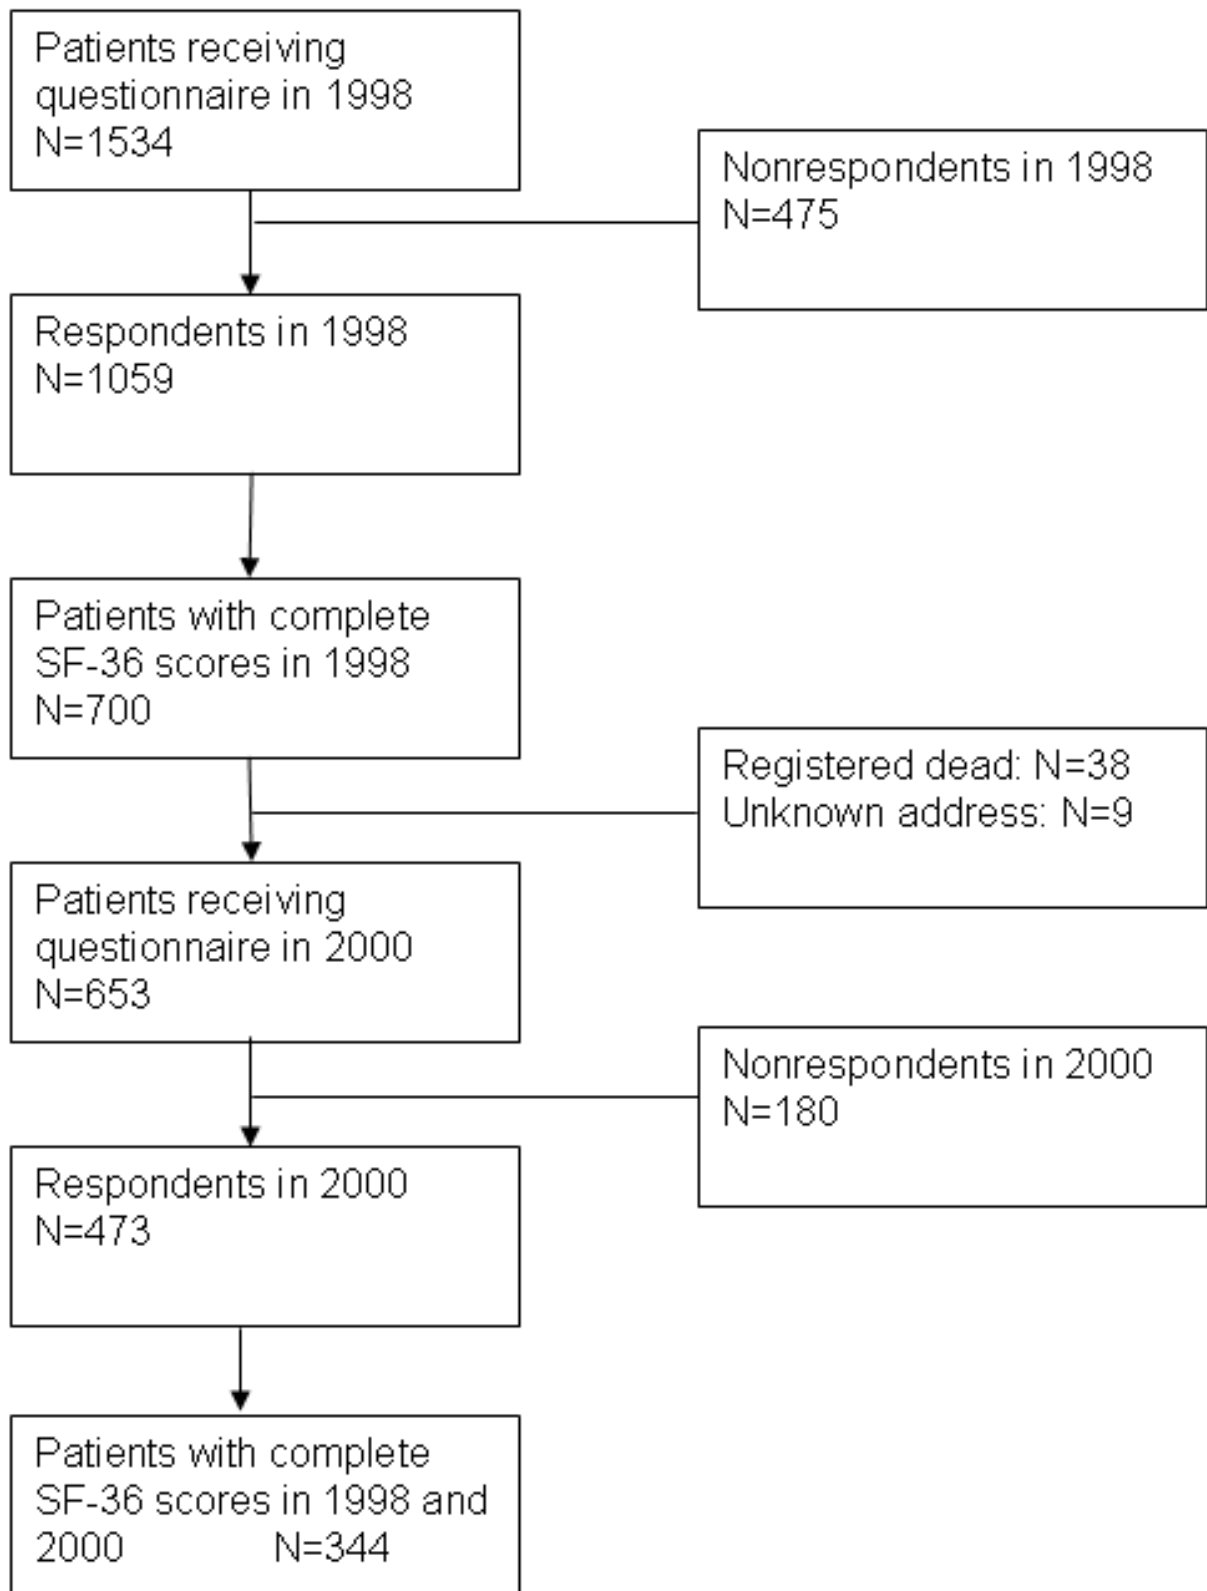 Patients receiving
questionnaire in 1998
N=1534
Nonrespondents in 1998
N=475
Respondents in 1998
N=1059
Patients with complete
SF-36 scores in 1998
N=700
Registered dead: N=38
Unknown address: N=9
Patients receiving
questionnaire in 2000
N=653
Nonrespondents in 2000
N=180
Respondents in 2000
N=473
Patients with complete
SF-36 scores in 1998 and
2000 N=344